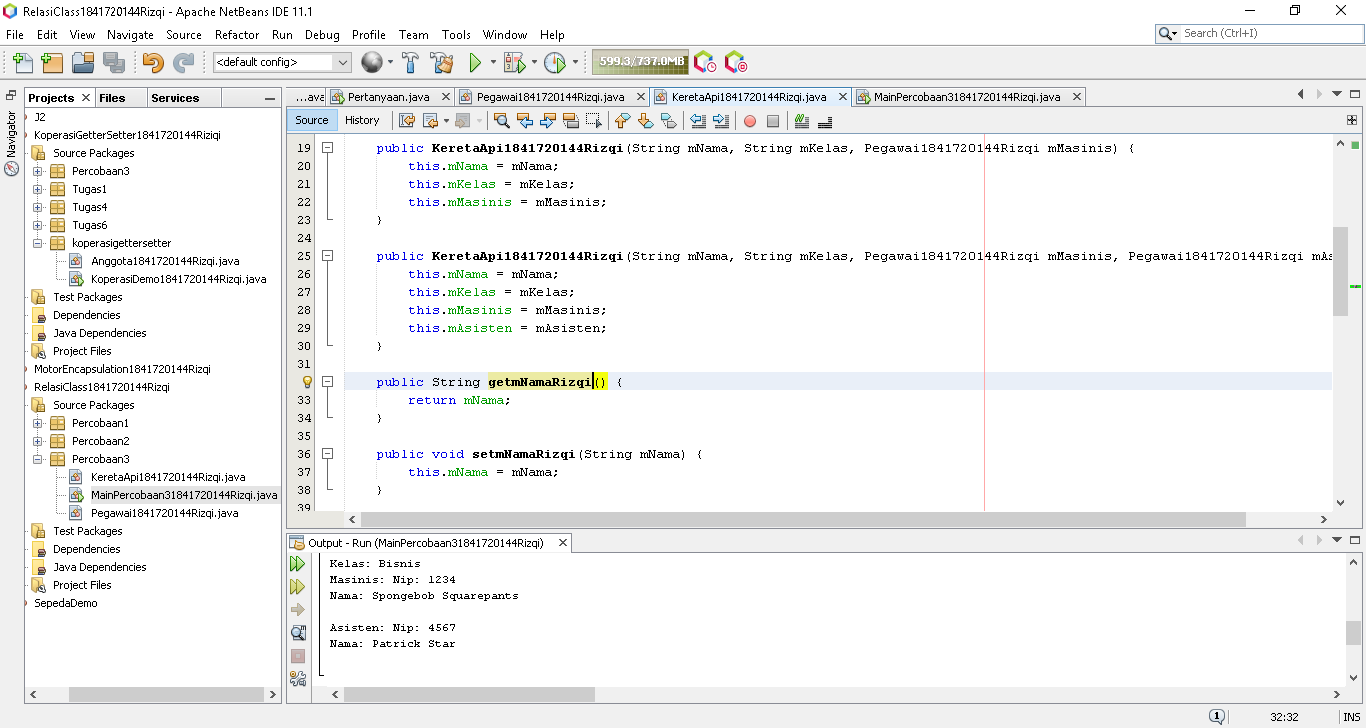 RelasiClass1841720144Rizqi - Apache NetBeans IDE 11.1
File Edit View Navigate Source Refactor Run Debug Profile Team Tools Window Help
Search (Ctrl+I)
<default config>
599.3/737.0MB
Projects Files Services
...ava Pertanyaan.java Pegawai1841720144Rizqi.java KeretaApi1841720144Rizqi.java MainPercobaan31841720144Rizqi.java
Source History
Navigator
J2
KoperasiGetterSetter1841720144Rizqi
Source Packages
Percobaan3
Tugas1
Tugas4
Tugas6
koperasigettersetter
Anggota1841720144Rizqi.java
KoperasiDemo1841720144Rizqi.java
Test Packages
Dependencies
Java Dependencies
Project Files
MotorEncapsulation1841720144Rizqi
RelasiClass1841720144Rizqi
Source Packages
Percobaan1
Percobaan2
Percobaan3
KeretaApi1841720144Rizqi.java
MainPercobaan31841720144Rizqi.java
Pegawai1841720144Rizqi.java
Test Packages
Dependencies
Java Dependencies
Project Files
SepedaDemo
19 public KeretaApi1841720144Rizqi(String mNama, String mKelas, Pegawai1841720144Rizqi mMasinis) {
20 this.mNama = mNama;
21 this.mKelas = mKelas;
22 this.mMasinis = mMasinis;
23 }
24
25 public KeretaApi1841720144Rizqi(String mNama, String mKelas, Pegawai1841720144Rizqi mMasinis, Pegawai1841720144Rizqi mAs
26 this.mNama = mNama;
27 this.mKelas = mKelas;
28 this.mMasinis = mMasinis;
29 this.mAsisten = mAsisten;
30 }
31
public String getmNamaRizqi() {
33 return mNama;
34 }
35
36 public void setmNamaRizqi(String mNama) {
37 this.mNama = mNama;
38 }
39
Output - Run (MainPercobaan31841720144Rizqi)
Kelas: Bisnis
Masinis: Nip: 1234
Nama: Spongebob Squarepants
Asisten: Nip: 4567
Nama: Patrick Star
1 32:32 INS